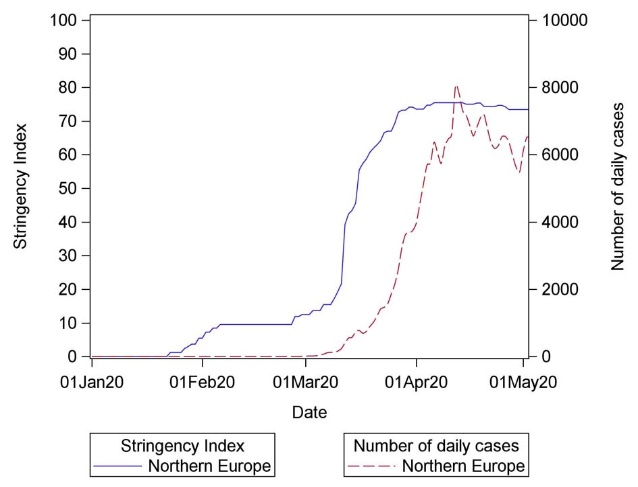 100
90
80
70
60
50
40
30
20
10
0
Stringency Index
10000
8000
6000
4000
2000
0
Number of daily cases
01Jan20 01Feb20 01Mar20 01Apr20 01May20
Date
Stringency Index
Northern Europe
Number of daily cases
Northern Europe